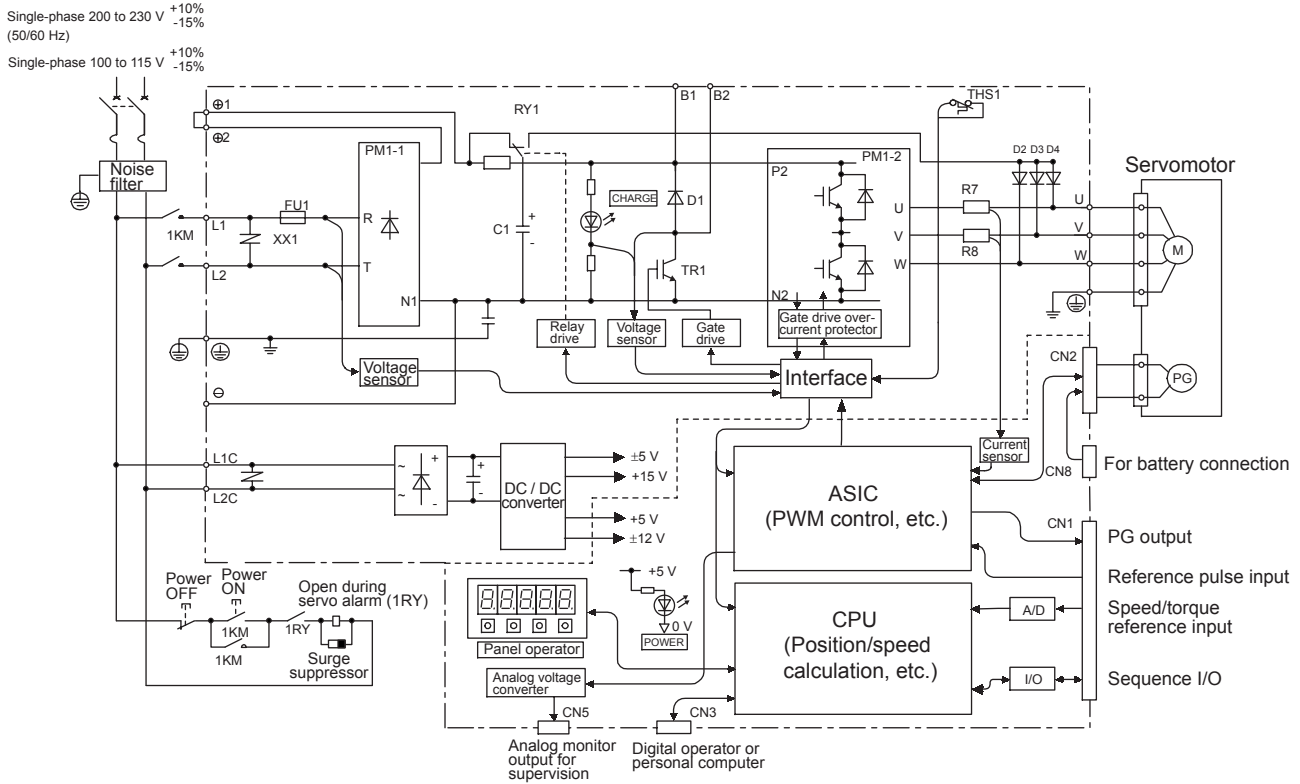 Single-phase 200 to 230 V +10%
-15%
(50/60 Hz)
Single-phase 100 to 115 V +10%
-15%
⊕1
⊕2
RY1
B1
B2
THS1
PM1-1
PM1-2
P2
D2 D3 D4
Servomotor
Noise
filter
FU1
R
CHARGE
D1
R7
U
U
L1
1KM
XX1
C1
+
-
V
V
M
T
TR1
W
R8
W
L2
N1
N2
Relay
drive
Voltage
sensor
Gate
drive
Gate drive over-
current protector
CN2
Voltage
sensor
Interface
PG
⊖
L1C
~
+
+
±5 V
Current
sensor
CN8
For battery connection
+15 V
~
-
-
DC / DC
converter
ASIC
(PWM control, etc.)
L2C
+5 V
CN1
PG output
±12 V
Power
OFF
Power
ON
Open during
servo alarm (1RY)
+5 V
Reference pulse input
8.8.8.8.8.
A/D
Speed/torque
reference input
1KM
1RY
0 V
CPU
(Position/speed
calculation, etc.)
1KM
Surge
suppressor
Panel operator
POWER
Analog voltage
converter
I/O
Sequence I/O
CN5
CN3
Analog monitor
output for
supervision
Digital operator or
personal computer